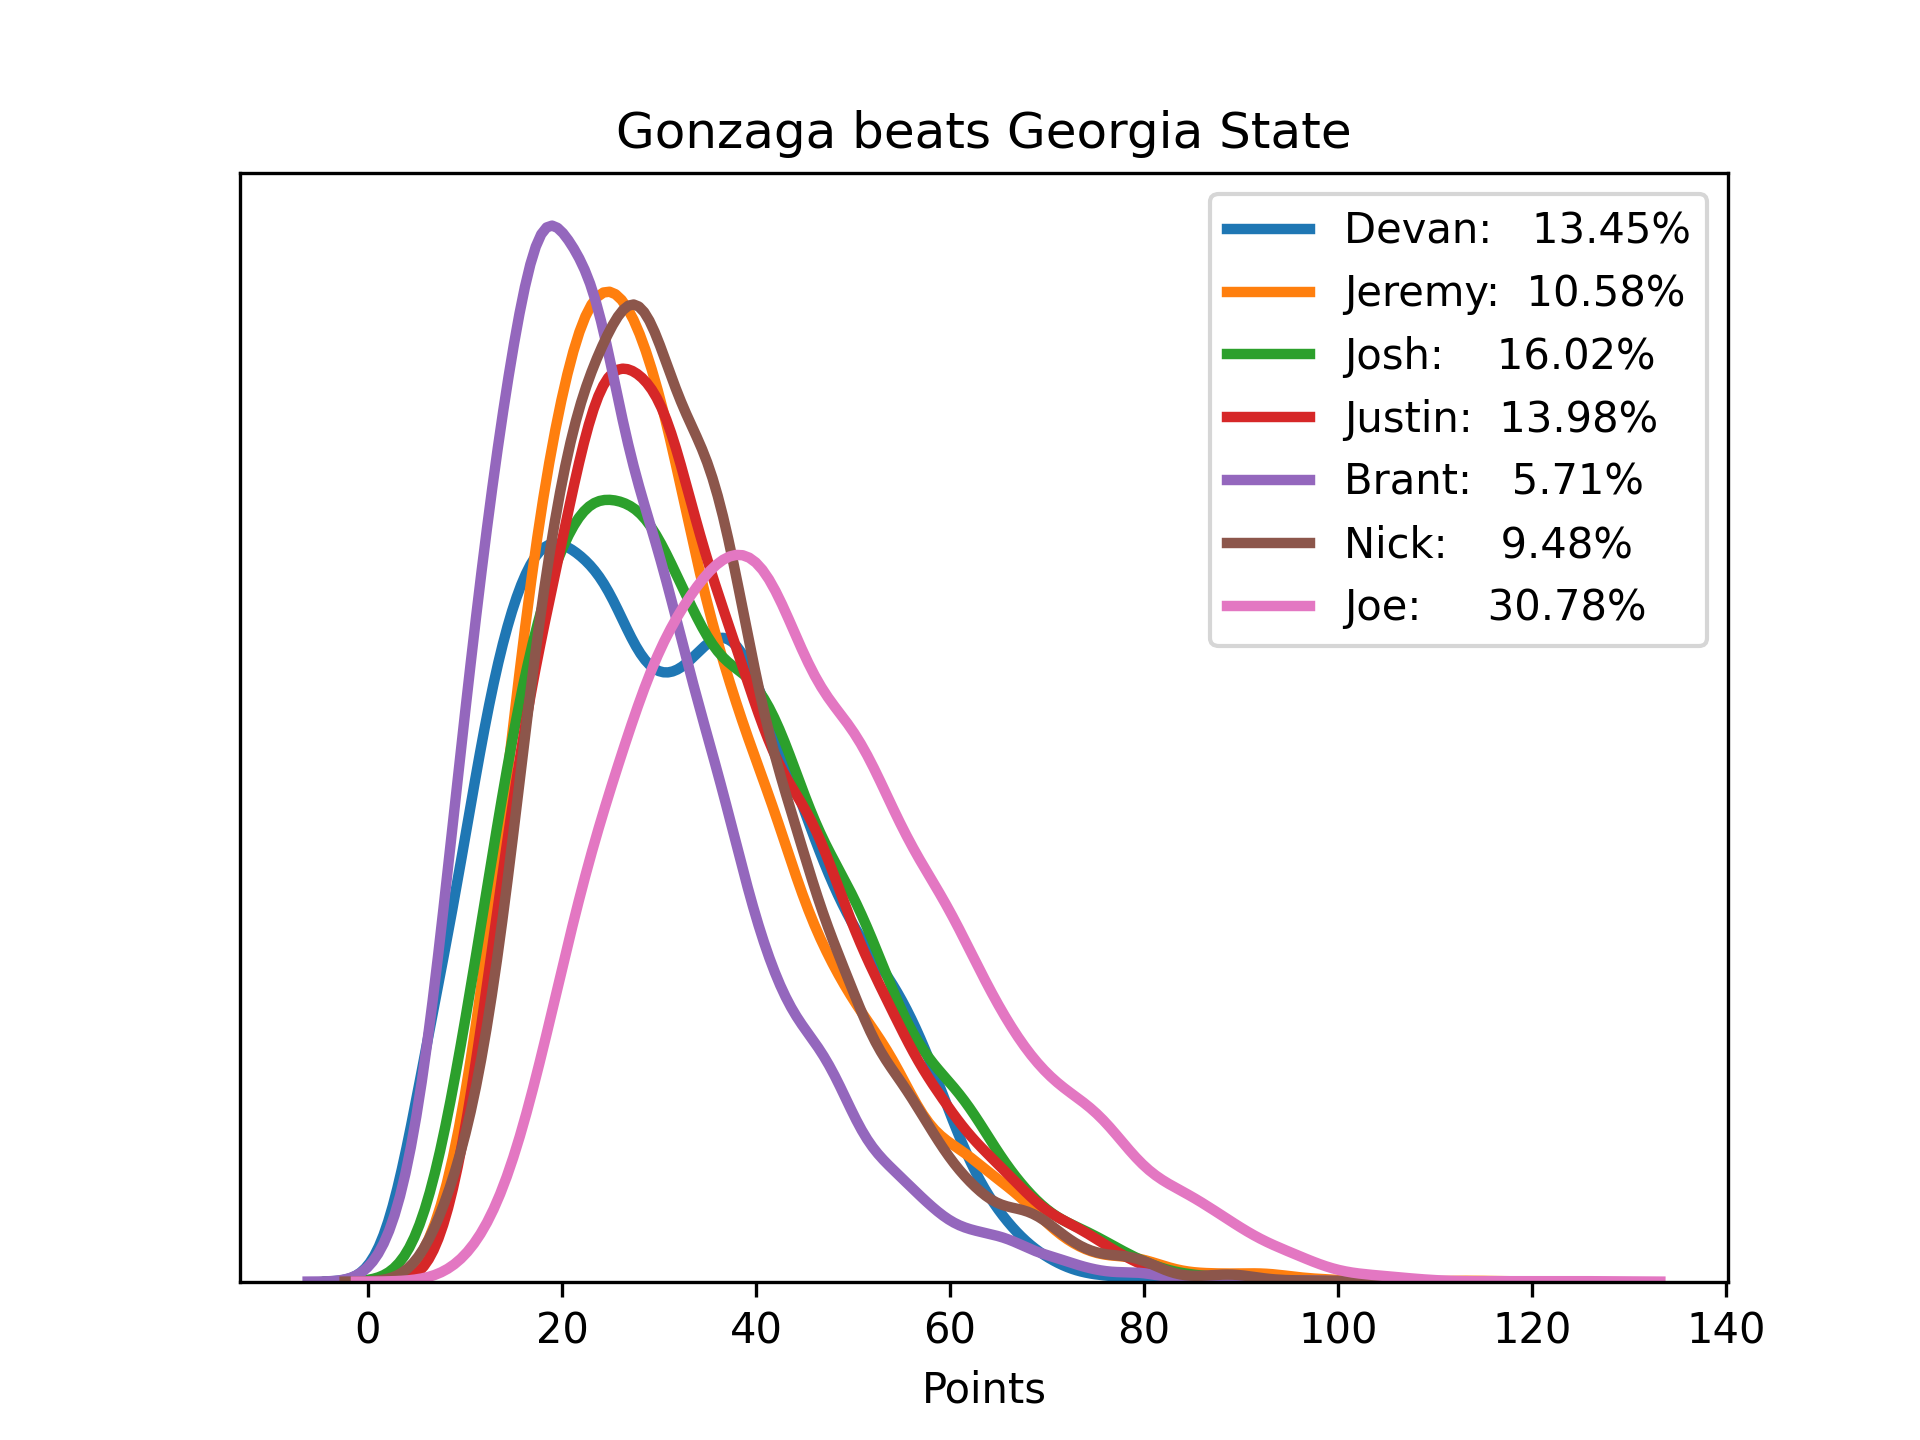 Gonzaga beats Georgia State
Devan: 13.45%
Jeremy: 10.58%
Josh: 16.02%
Justin: 13.98%
Brant: 5.71%
Nick: 9.48%
Joe: 30.78%
0 20 40 60 80 100 120 140
Points